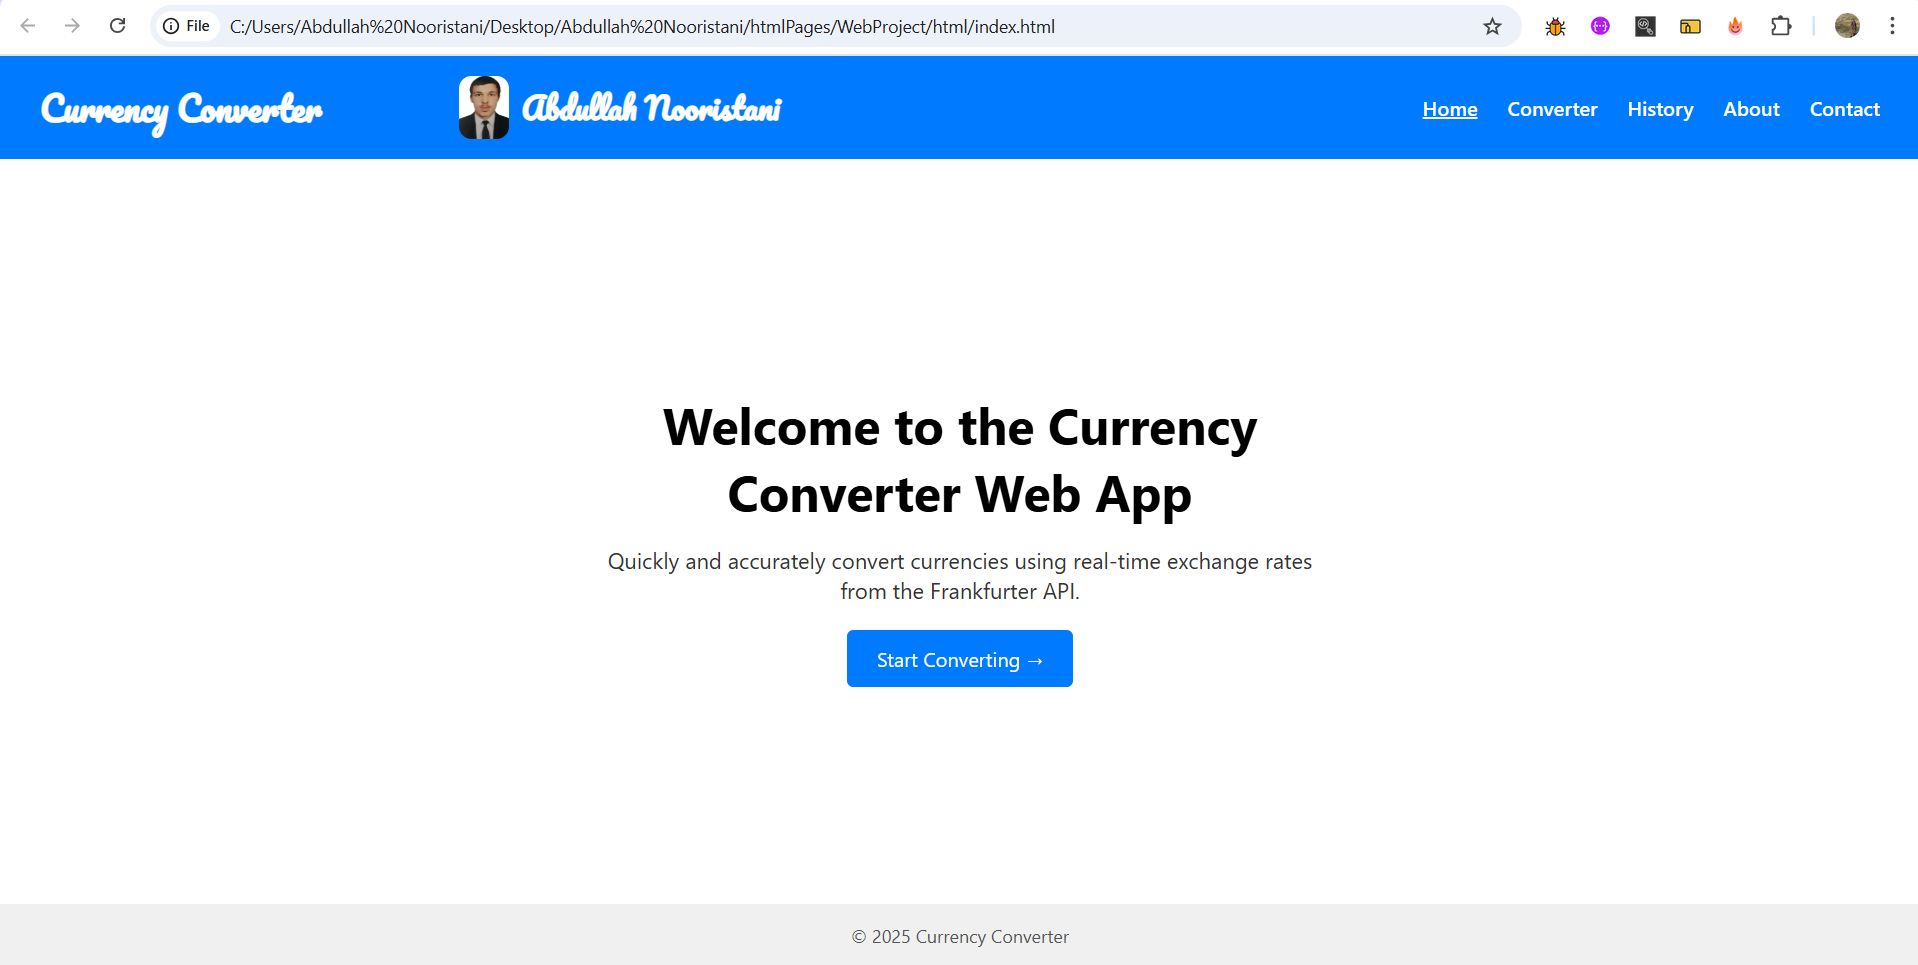 File C:/Users/Abdullah%20Nooristani/Desktop/Abdullah%20Nooristani/htmlPages/WebProject/html/index.html
Currency Converter Abdullah Nooristani Home Converter History About Contact
Welcome to the Currency
Converter Web App
Quickly and accurately convert currencies using real-time exchange rates
from the Frankfurter API.
Start Converting →
© 2025 Currency Converter